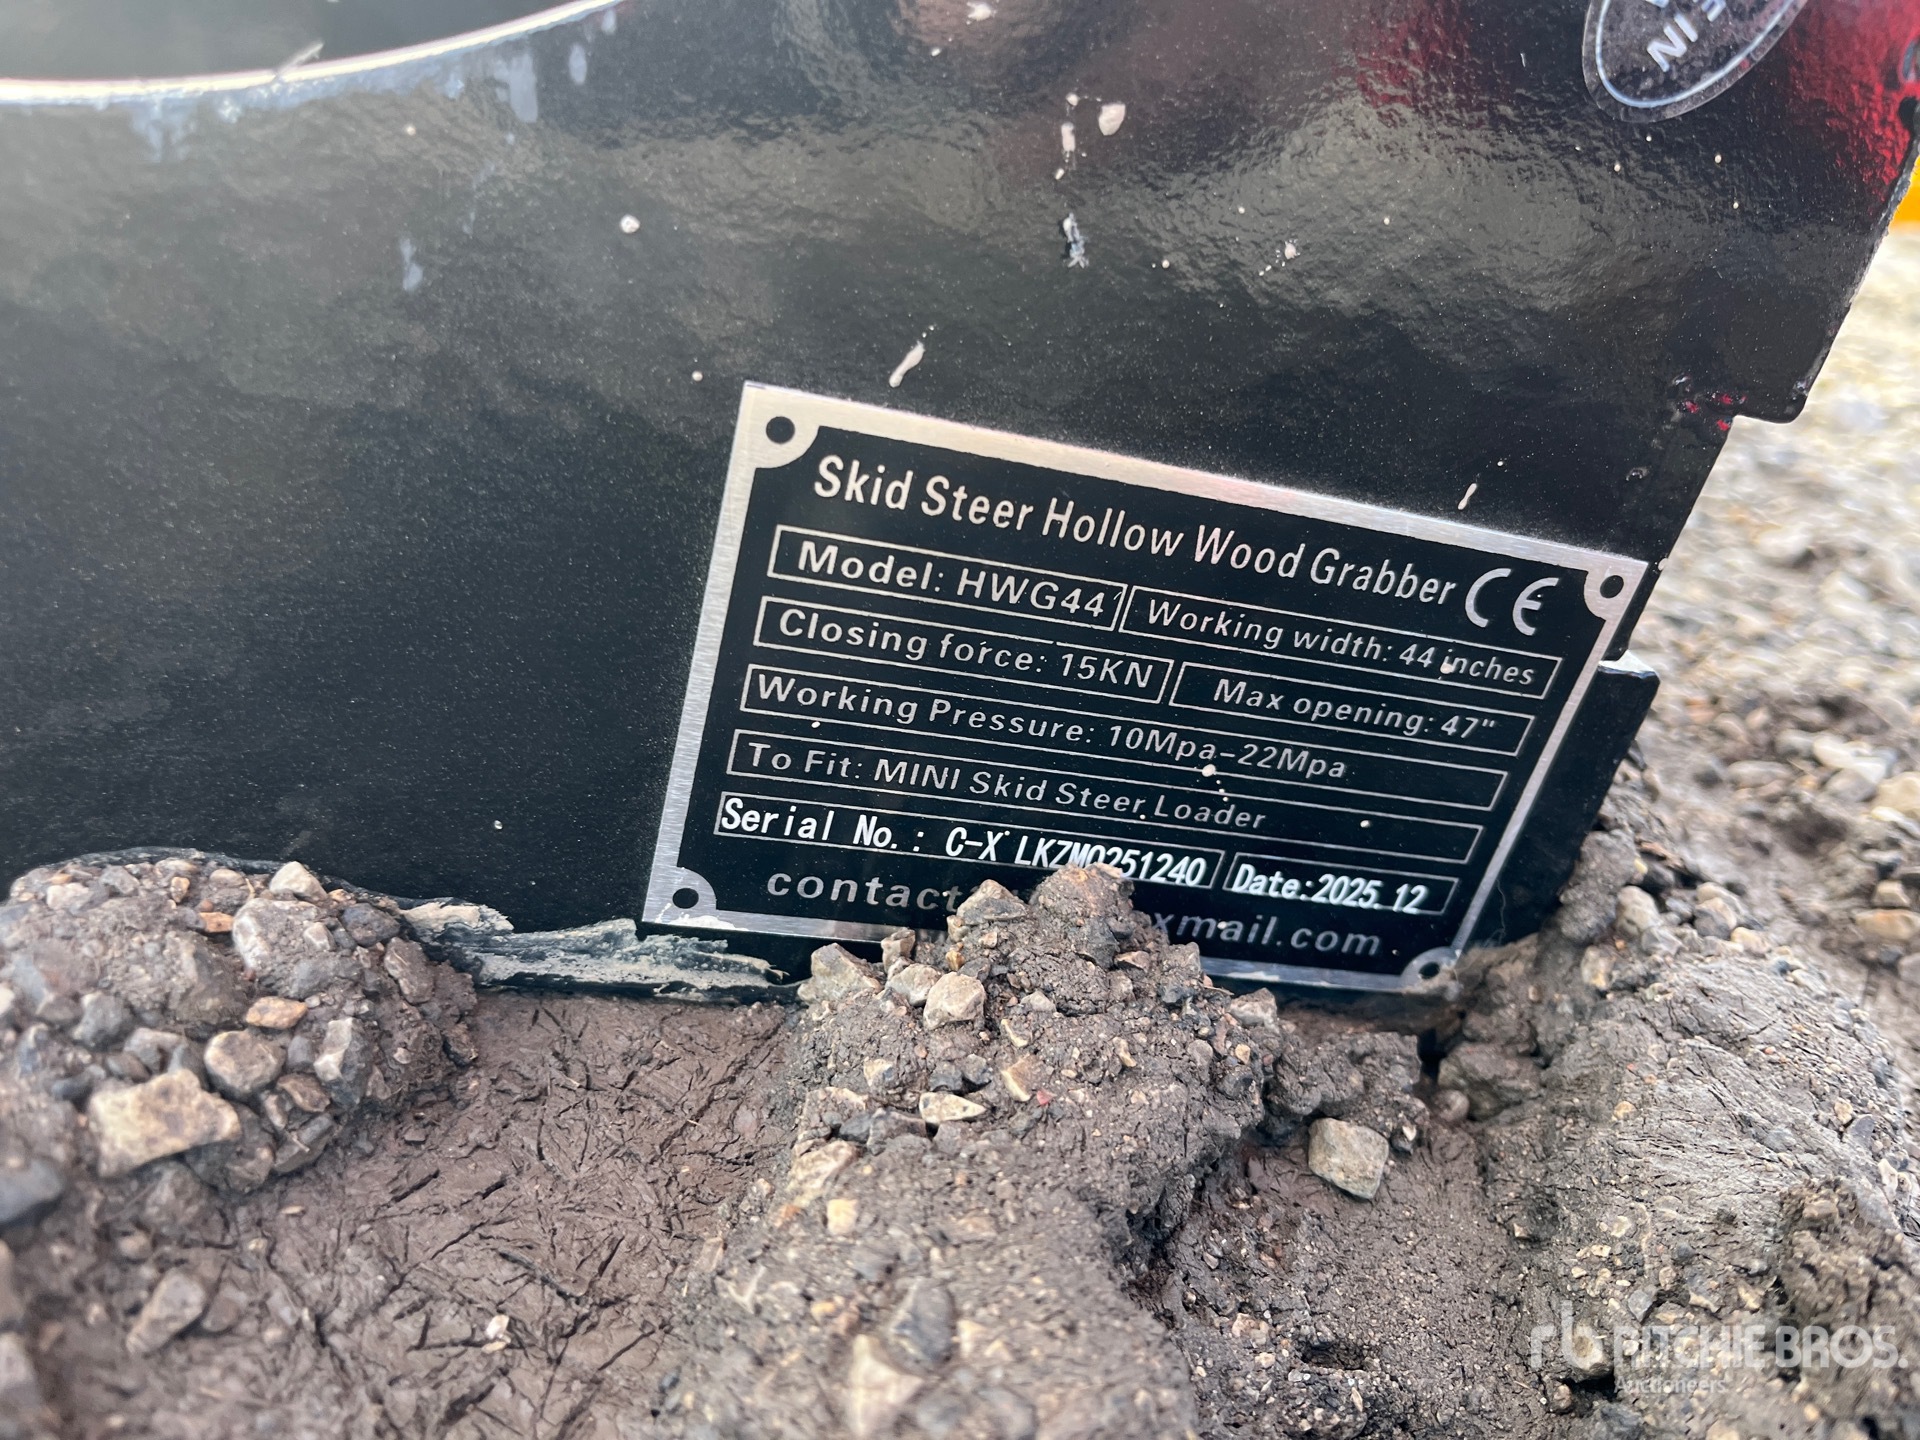 IN
Skid Steer Hollow Wood Grabber CE
Model: HWG44 Working width: 44 inches
Closing force: 15KN Max opening: 47"
Working Pressure: 10Mpa-22Mpa
To Fit: MINI Skid Steer Loader
Serial No.: C-X LKZM0251240 Date:2025.12
contact xmail.com
rb RITCHIE BROS.
Auctioneers